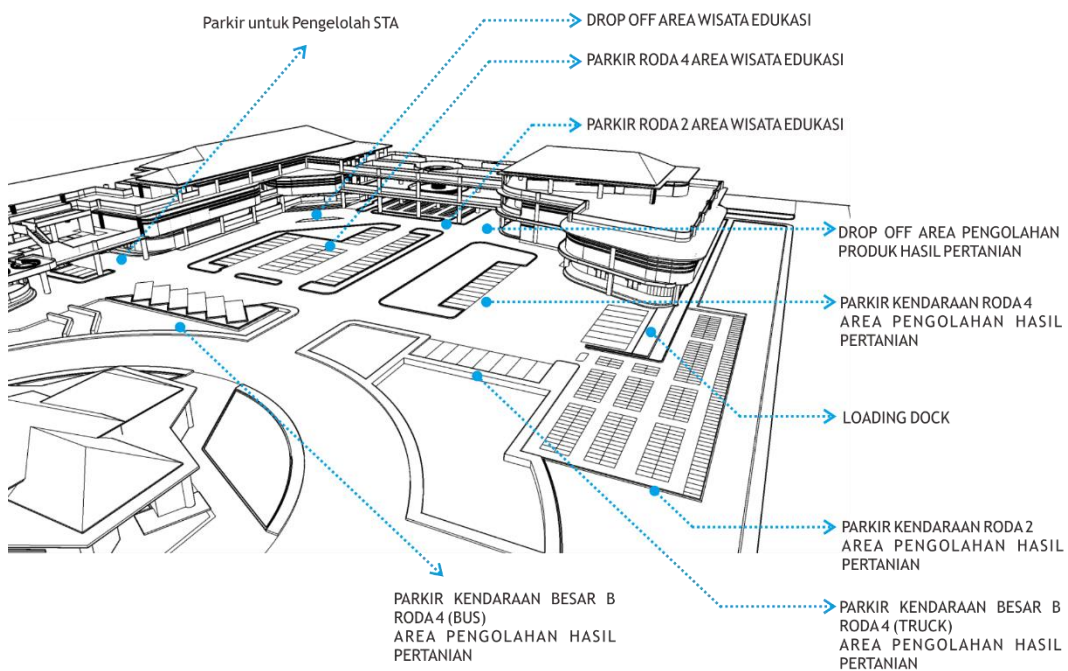 Parkir untuk Pengelolah STA
DROP OFF AREA WISATA EDUKASI
PARKIR RODA 4 AREA WISATA EDUKASI
PARKIR RODA 2 AREA WISATA EDUKASI
DROP OFF AREA PENGOLAHAN
PRODUK HASIL PERTANIAN
PARKIR KENDARAAN RODA 4
AREA PENGOLAHAN HASIL
PERTANIAN
LOADING DOCK
PARKIR KENDARAAN RODA 2
AREA PENGOLAHAN HASIL
PERTANIAN
PARKIR KENDARAAN BESAR B
RODA 4 (BUS)
AREA PENGOLAHAN HASIL
PERTANIAN
PARKIR KENDARAAN BESAR B
RODA 4 (TRUCK)
AREA PENGOLAHAN HASIL
PERTANIAN